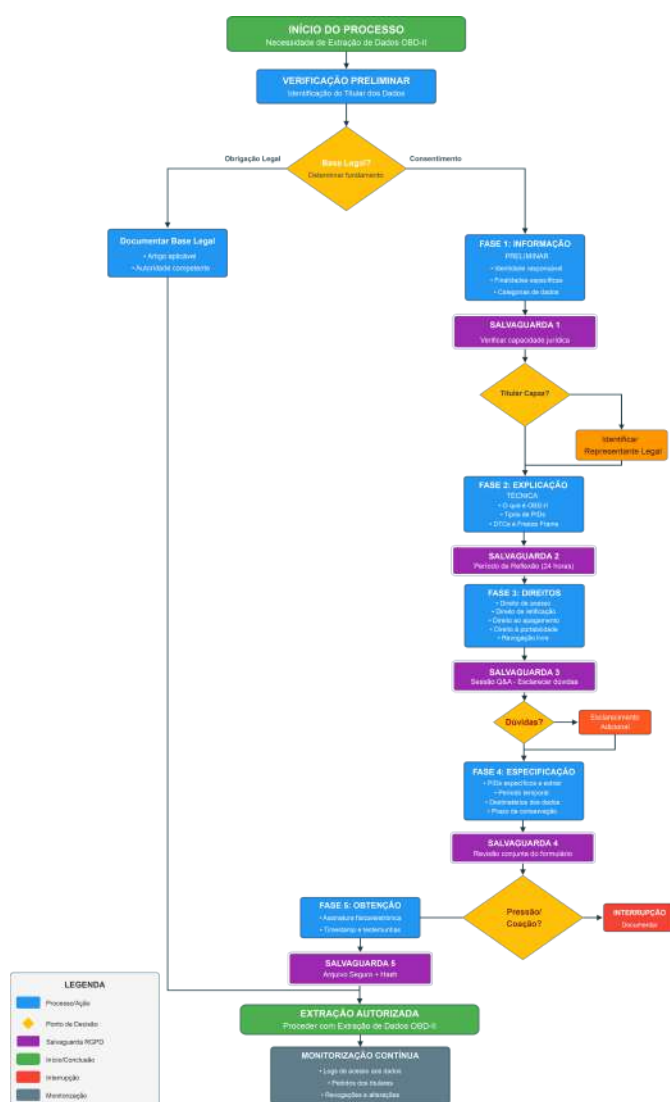 INÍCIO DO PROCESSO
Necessidade de Extração de Dados OBD-II
VERIFICAÇÃO PRELIMINAR
Identificação do Titular dos Dados
Obrigação Legal
Base Legal?
Consentimento
Determinar fundamento
Documentar Base Legal
• Artigo aplicável
• Autoridade competente
FASE 1: INFORMAÇÃO
PRELIMINAR
• Identidade responsável
• Finalidades específicas
• Categorias de dados
SALVAGUARDA 1
Verificar capacidade jurídica
Titular Capaz?
Identificar
Representante Legal
FASE 2: EXPLICAÇÃO
TÉCNICA
• O que é OBD-II
• Tipos de PIDs
• DTCs e Freeze Frame
SALVAGUARDA 2
Período de Reflexão (24 horas)
FASE 3: DIREITOS
• Direito de acesso
• Direito de retificação
• Direito ao apagamento
• Direito à portabilidade
• Revogação livre
SALVAGUARDA 3
Sessão Q&A - Esclarecer dúvidas
Dúvidas?
Esclarecimento
Adicional
FASE 4: ESPECIFICAÇÃO
• PIDs específicos a extrair
• Período temporal
• Destinatários dos dados
• Prazo de conservação
SALVAGUARDA 4
Revisão conjunta do formulário
Pressão/
Coação?
INTERRUPÇÃO
Documentar
FASE 5: OBTENÇÃO
• Assinatura física/eletrónica
• Timestamp e testemunhas
SALVAGUARDA 5
Arquivo Seguro + Hash
EXTRAÇÃO AUTORIZADA
Proceder com Extração de Dados OBD-II
MONITORIZAÇÃO CONTÍNUA
• Logs de acesso aos dados
• Pedidos dos titulares
• Revogações e alterações
LEGENDA
Processo/Ação
Ponto de Decisão
Salvaguarda RGPD
Início/Conclusão
Interrupção
Monitorização